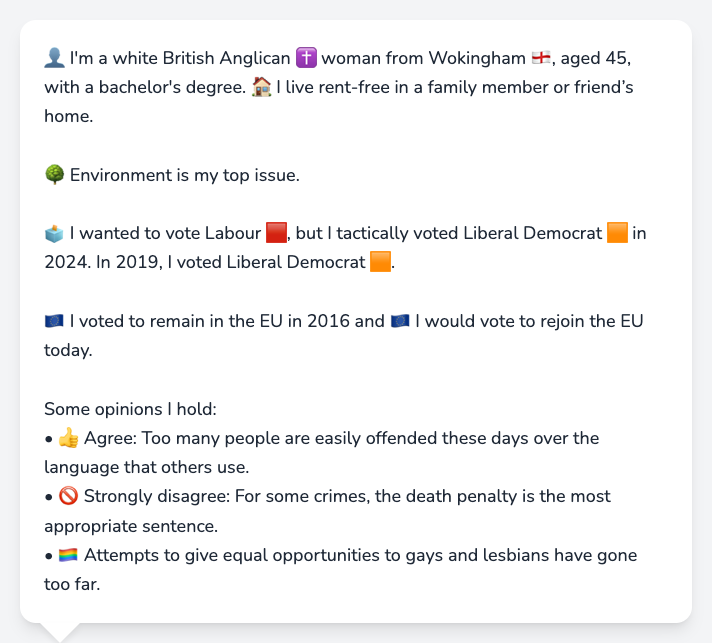 👤 I'm a white British Anglican ✝️ woman from Wokingham 🏴󠁧󠁢󠁥󠁮󠁧󠁿, aged 45,
with a bachelor's degree. 🏠 I live rent-free in a family member or friend’s
home.
🌳 Environment is my top issue.
🗳️ I wanted to vote Labour 🟥, but I tactically voted Liberal Democrat 🟧 in
2024. In 2019, I voted Liberal Democrat 🟧.
🇪🇺 I voted to remain in the EU in 2016 and 🇪🇺 I would vote to rejoin the EU
today.
Some opinions I hold:
• 👍 Agree: Too many people are easily offended these days over the
language that others use.
• 🚫 Strongly disagree: For some crimes, the death penalty is the most
appropriate sentence.
• 🏳️‍🌈 Attempts to give equal opportunities to gays and lesbians have gone
too far.